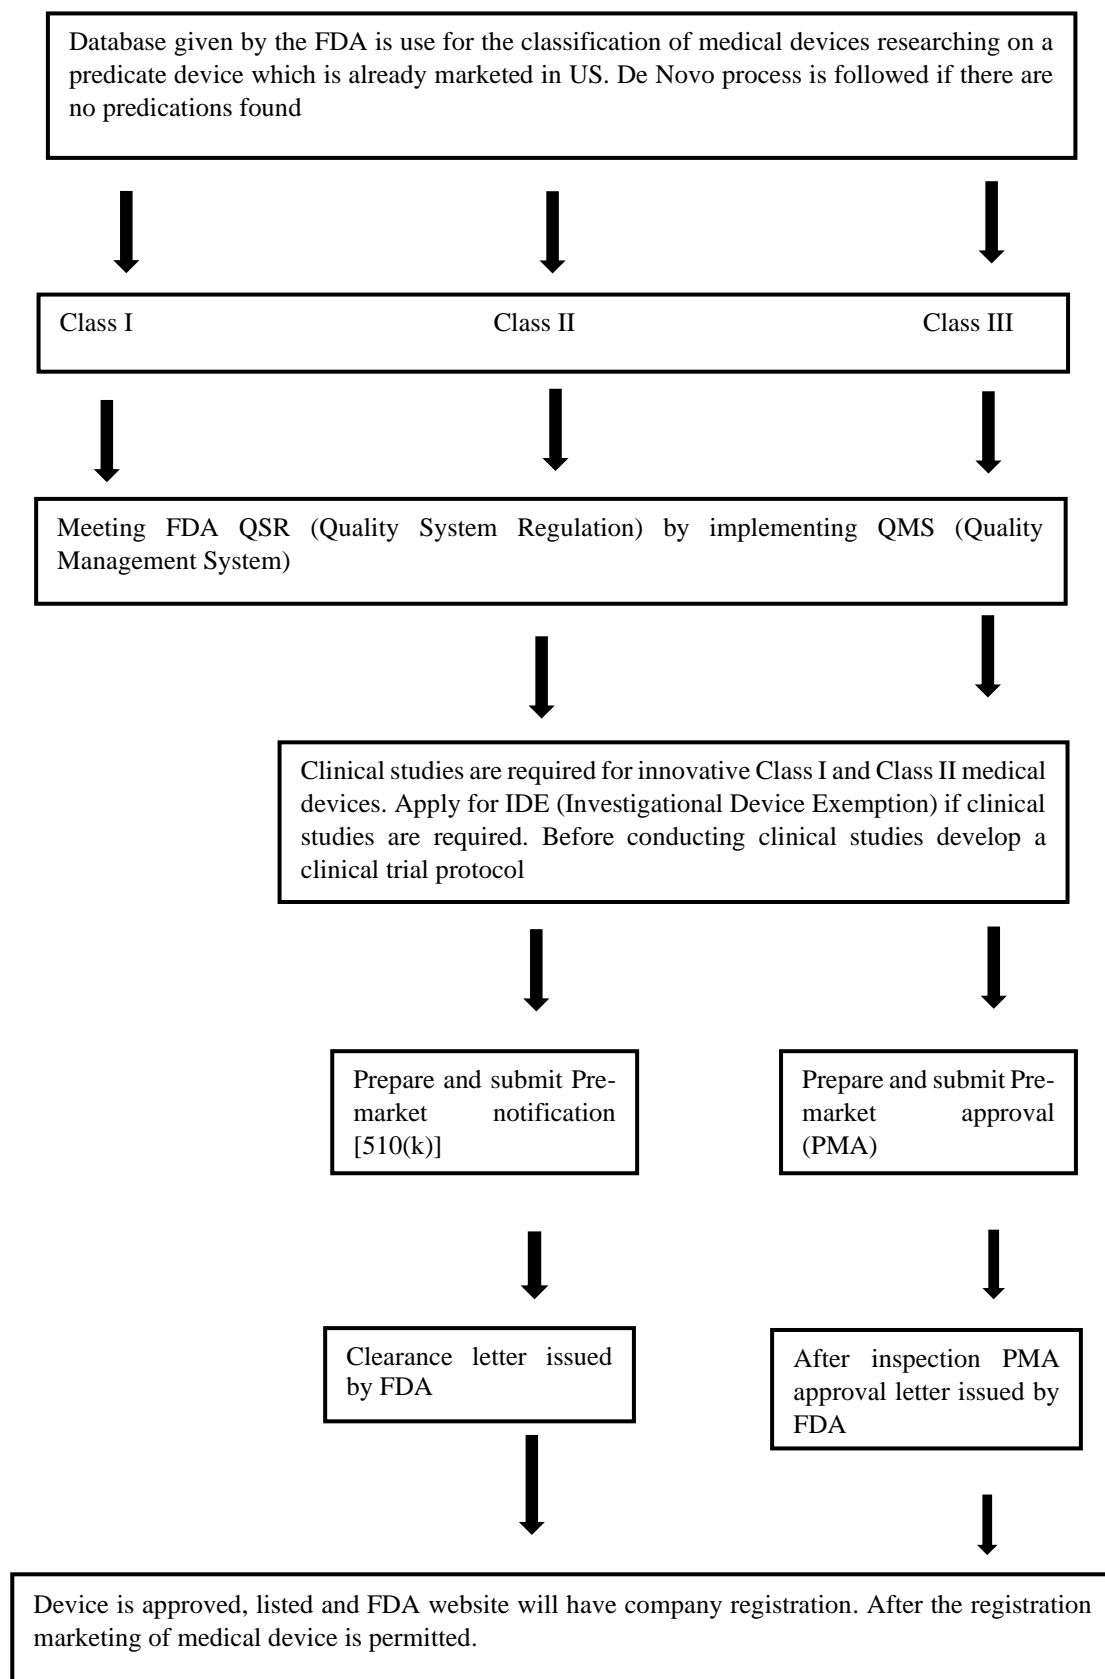 Database given by the FDA is use for the classification of medical devices researching on a
predicate device which is already marketed in US. De Novo process is followed if there are
no predications found
Class I Class II Class III
Meeting FDA QSR (Quality System Regulation) by implementing QMS (Quality
Management System)
Clinical studies are required for innovative Class I and Class II medical
devices. Apply for IDE (Investigational Device Exemption) if clinical
studies are required. Before conducting clinical studies develop a
clinical trial protocol
Prepare and submit Pre-
market notification
[510(k)]
Prepare and submit Pre-
market approval
(PMA)
Clearance letter issued
by FDA
After inspection PMA
approval letter issued by
FDA
Device is approved, listed and FDA website will have company registration. After the registration
marketing of medical device is permitted.